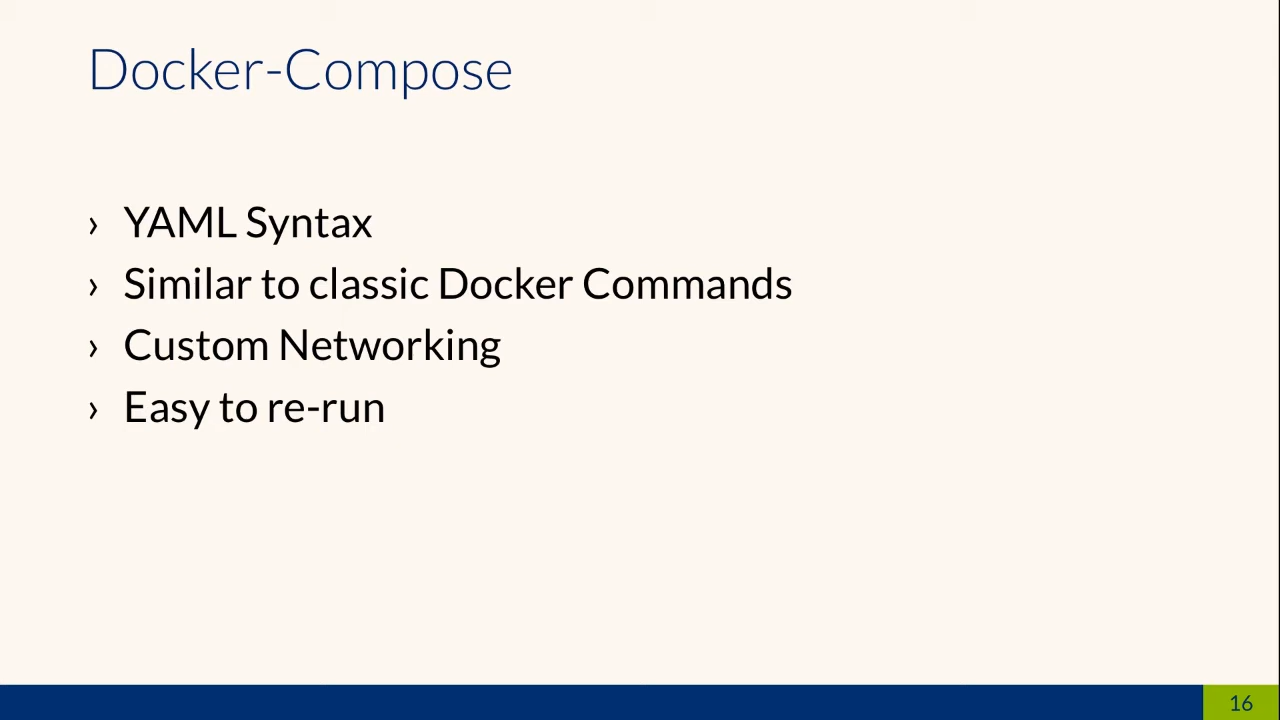 Docker-Compose
› YAML Syntax
› Similar to classic Docker Commands
› Custom Networking
› Easy to re-run
16